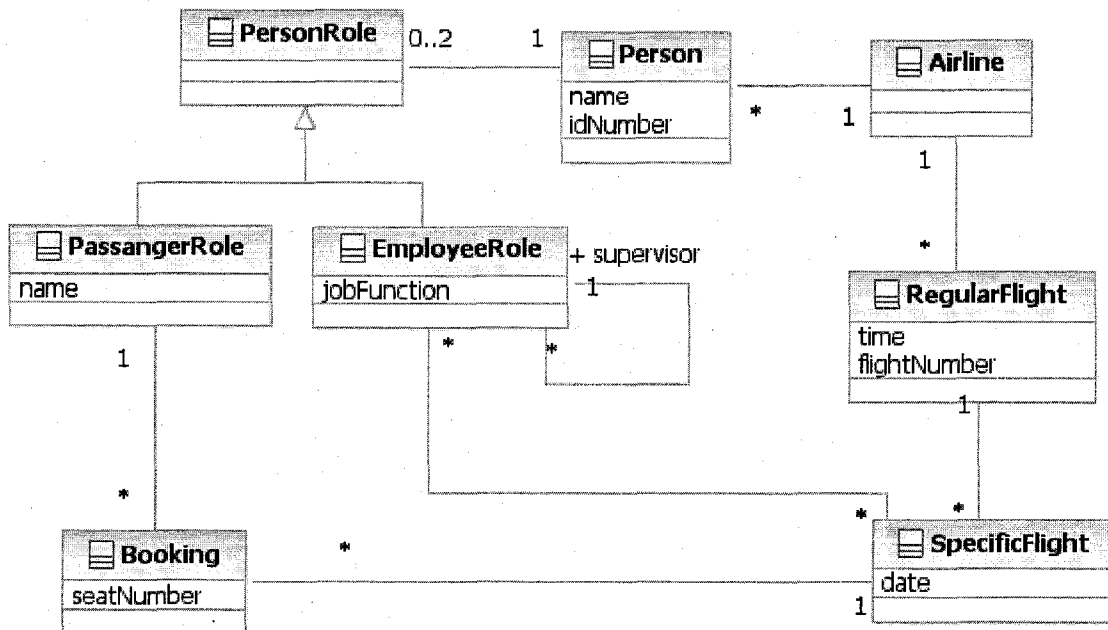 PersonRole
0..2
1
Person
name
idNumber
*
1
Airline
1
*
PassangerRole
name
EmployeeRole
jobFunction
+ supervisor
1
*
*
RegularFlight
time
flightNumber
1
1
*
*
*
Booking
seatNumber
*
1
SpecificFlight
date